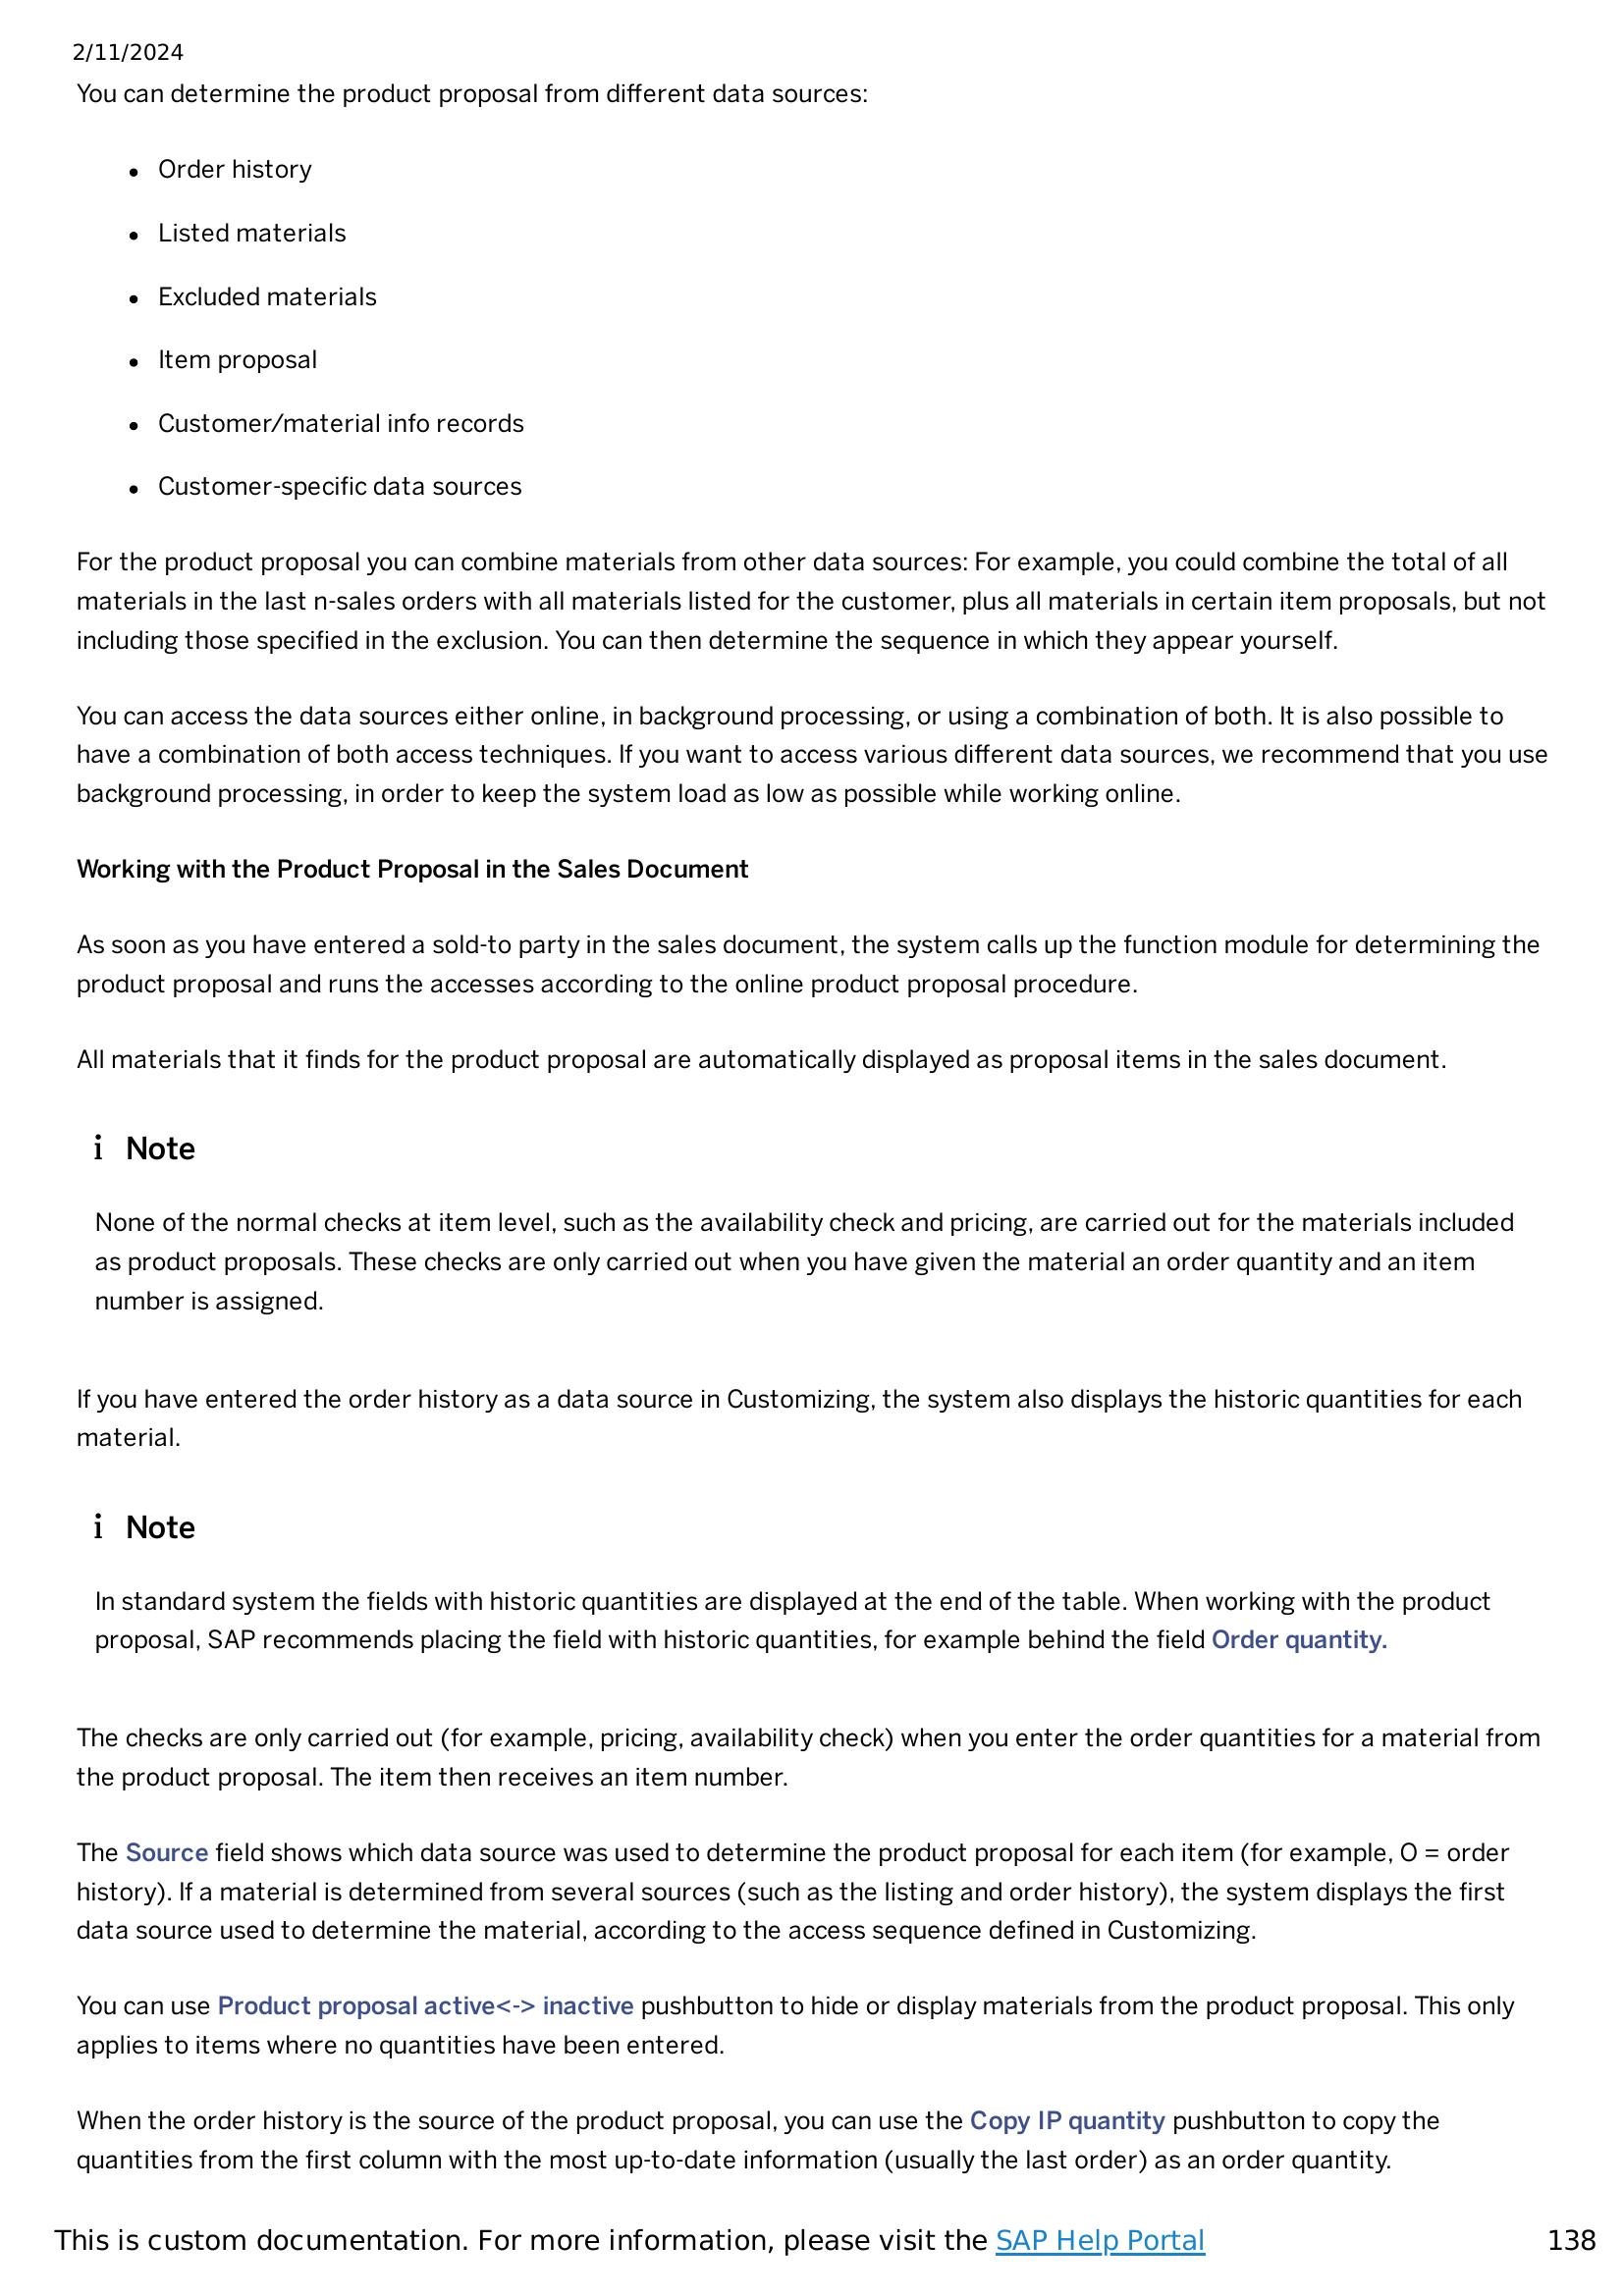 2/11/2024
You can determine the product proposal from different data sources:
• Order history
• Listed materials
• Excluded materials
• Item proposal
• Customer/material info records
• Customer-specific data sources
For the product proposal you can combine materials from other data sources: For example, you could combine the total of all
materials in the last n-sales orders with all materials listed for the customer, plus all materials in certain item proposals, but not
including those specified in the exclusion. You can then determine the sequence in which they appear yourself.
You can access the data sources either online, in background processing, or using a combination of both. It is also possible to
have a combination of both access techniques. If you want to access various different data sources, we recommend that you use
background processing, in order to keep the system load as low as possible while working online.
Working with the Product Proposal in the Sales Document
As soon as you have entered a sold-to party in the sales document, the system calls up the function module for determining the
product proposal and runs the accesses according to the online product proposal procedure.
All materials that it finds for the product proposal are automatically displayed as proposal items in the sales document.
i Note
None of the normal checks at item level, such as the availability check and pricing, are carried out for the materials included
as product proposals. These checks are only carried out when you have given the material an order quantity and an item
number is assigned.
If you have entered the order history as a data source in Customizing, the system also displays the historic quantities for each
material.
i Note
In standard system the fields with historic quantities are displayed at the end of the table. When working with the product
proposal, SAP recommends placing the field with historic quantities, for example behind the field Order quantity.
The checks are only carried out (for example, pricing, availability check) when you enter the order quantities for a material from
the product proposal. The item then receives an item number.
The Source field shows which data source was used to determine the product proposal for each item (for example, O = order
history). If a material is determined from several sources (such as the listing and order history), the system displays the first
data source used to determine the material, according to the access sequence defined in Customizing.
You can use Product proposal active<-> inactive pushbutton to hide or display materials from the product proposal. This only
applies to items where no quantities have been entered.
When the order history is the source of the product proposal, you can use the Copy IP quantity pushbutton to copy the
quantities from the first column with the most up-to-date information (usually the last order) as an order quantity.
This is custom documentation. For more information, please visit the SAP Help Portal 138